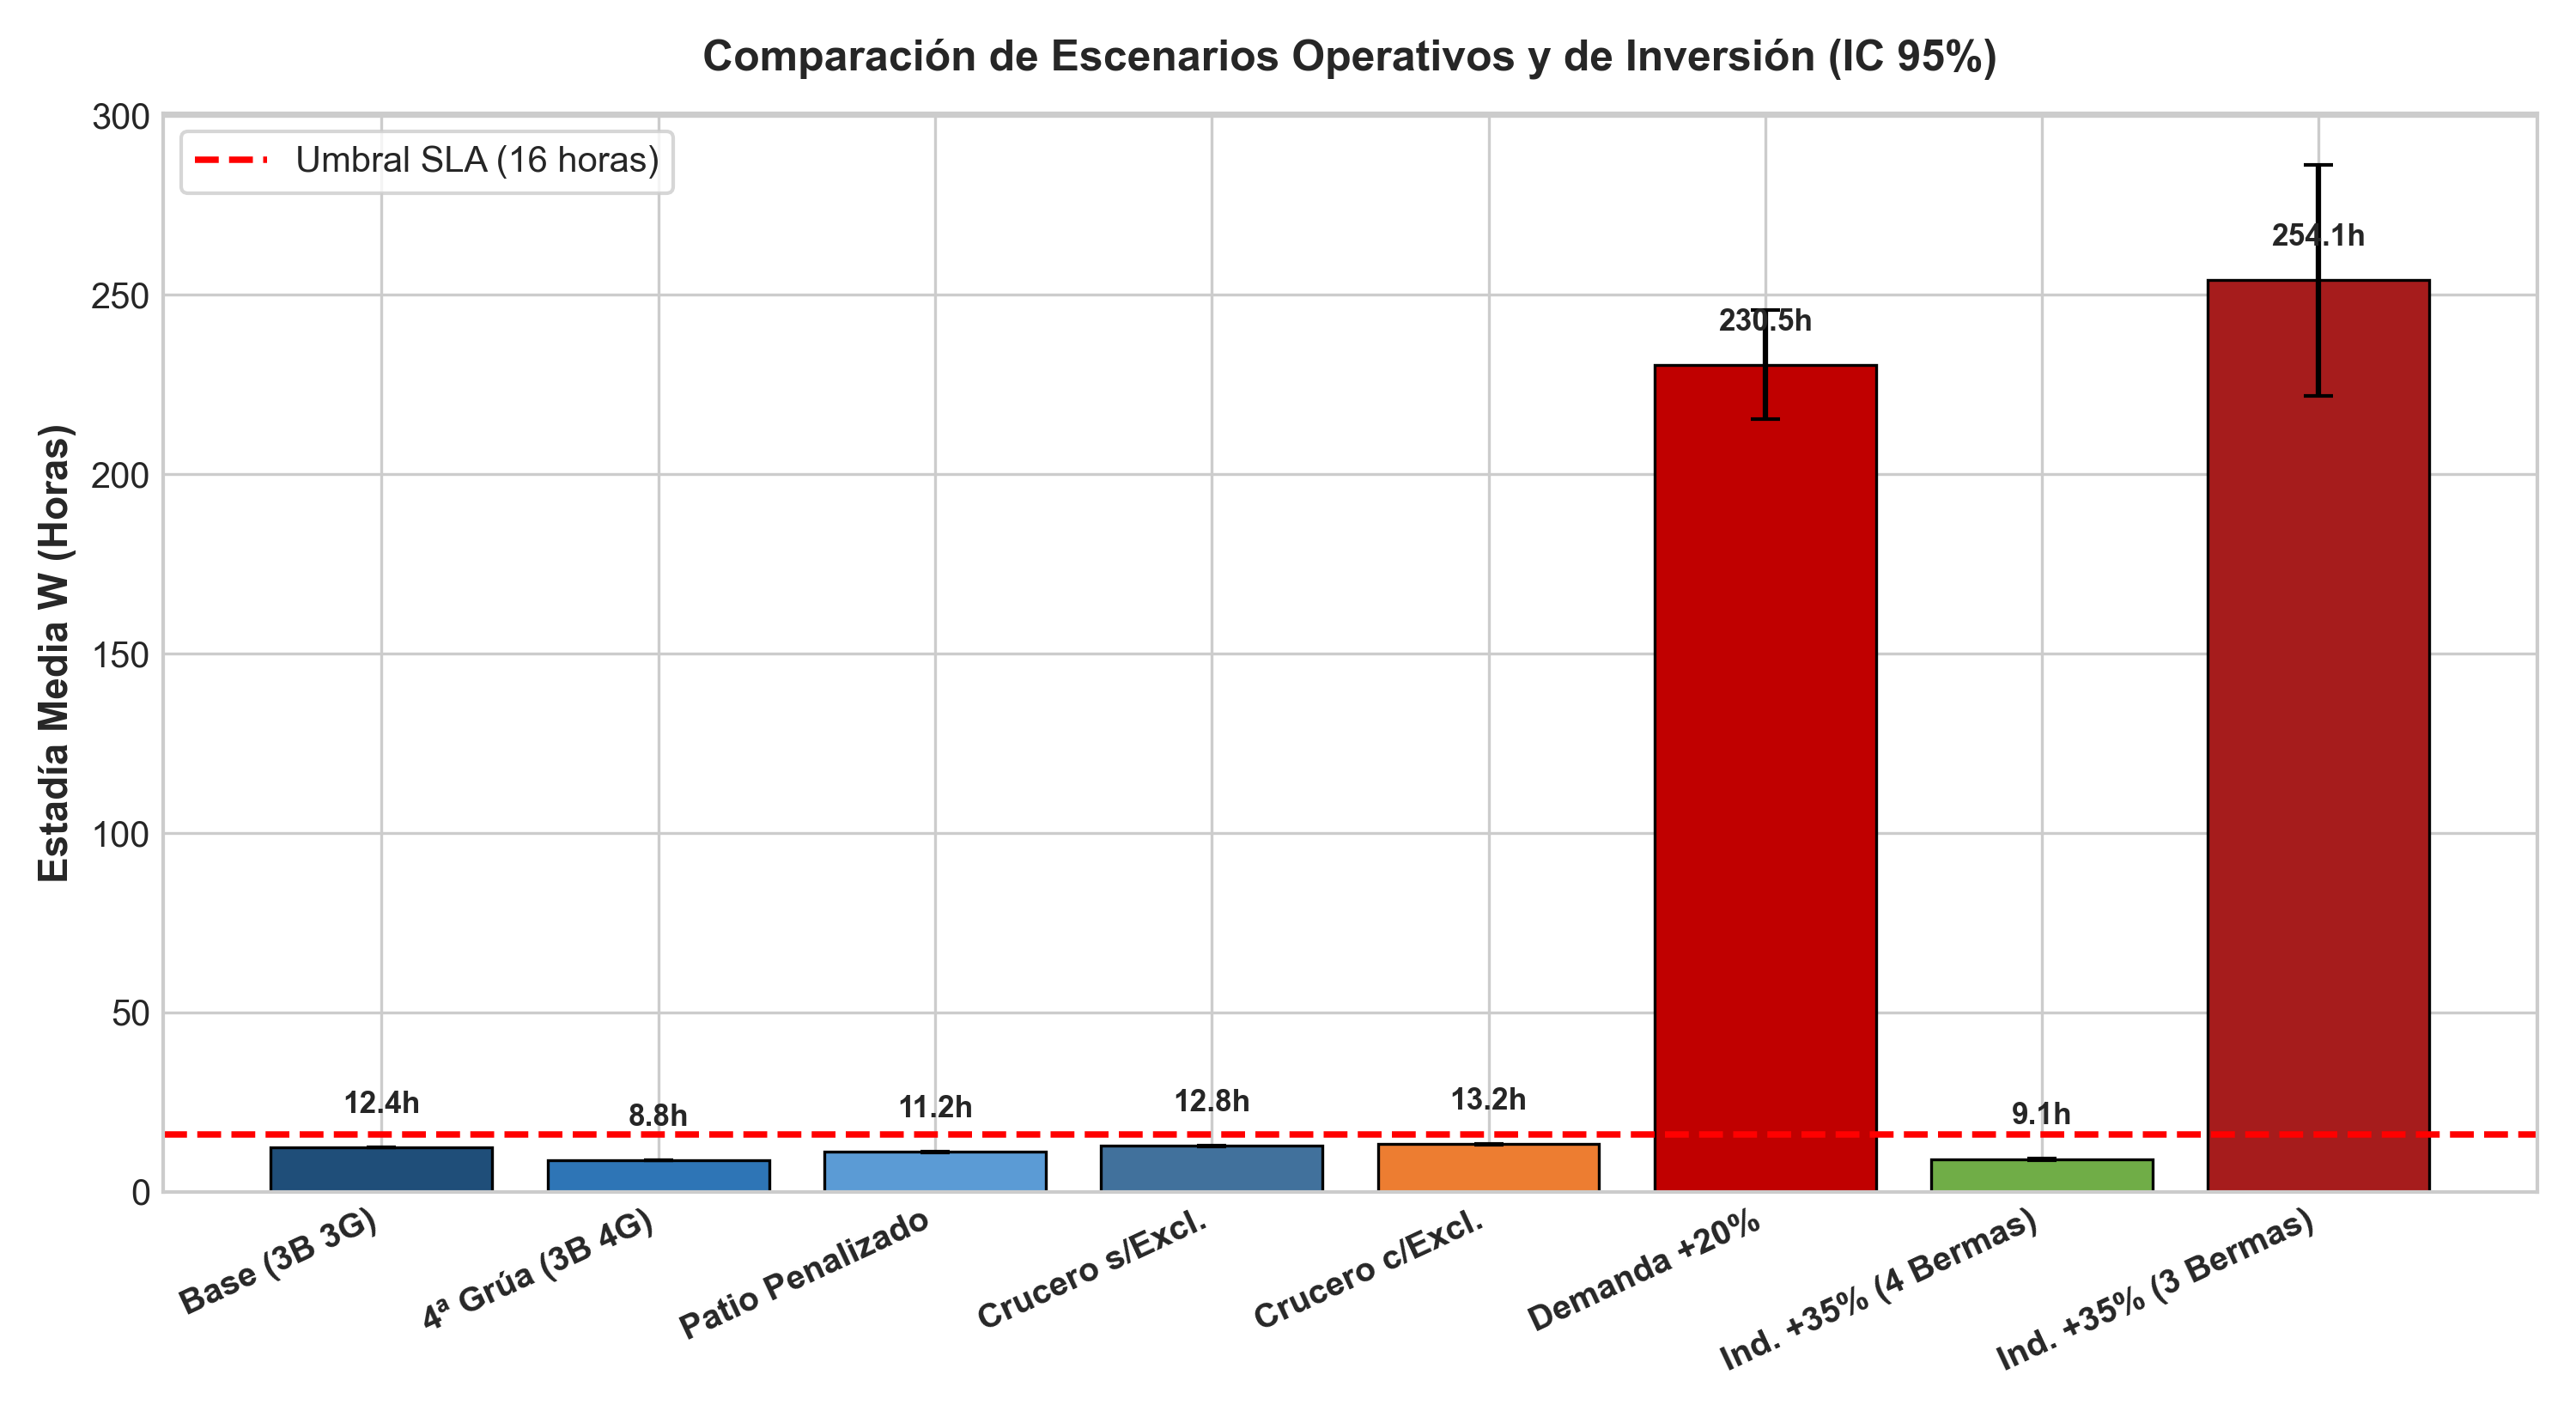 Comparación de Escenarios Operativos y de Inversión (IC 95%)
Umbral SLA (16 horas)
Estadía Media W (Horas)
300
250
200
150
100
50
0
12.4h
8.8h
11.2h
12.8h
13.2h
230.5h
9.1h
254.1h
Base (3B 3G)
4ª Grúa (3B 4G)
Patio Penalizado
Crucero s/Excl.
Crucero c/Excl.
Demanda +20%
Ind. +35% (4 Bermas)
Ind. +35% (3 Bermas)